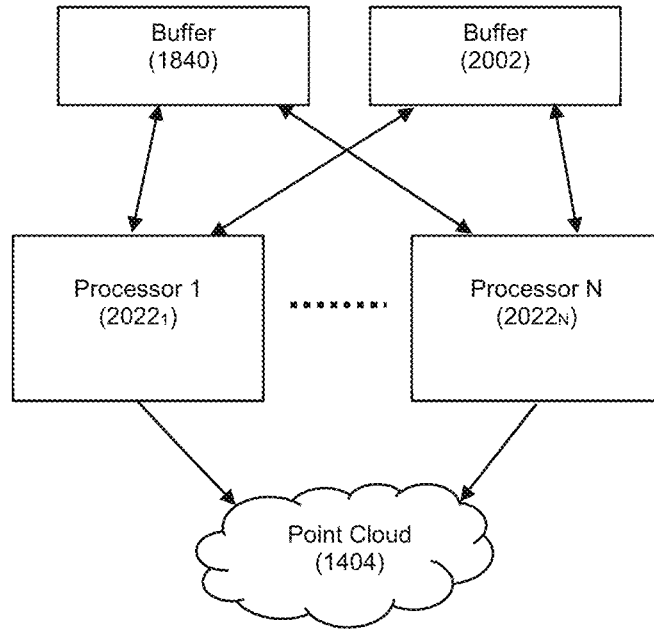 Buffer
(1840)
Buffer
(2002)
Processor 1
(2022₁)
Processor N
(2022ₙ)
Point Cloud
(1404)